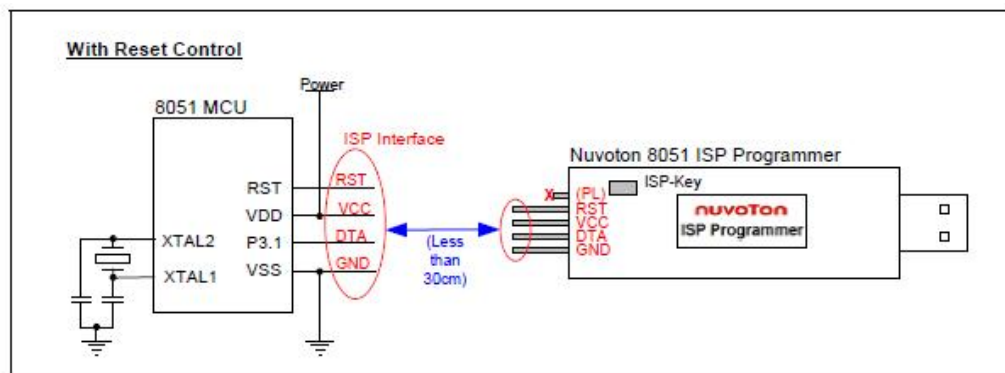 With Reset Control
Power
8051 MCU
ISP Interface
RST
VDD
P3.1
VSS
XTAL2
XTAL1
RST
VCC
DTA
GND
(Less
than
30cm)
Nuvoton 8051 ISP Programmer
X
(PL)
ISP-Key
RST
VCC
DTA
GND
nuvoTon
ISP Programmer